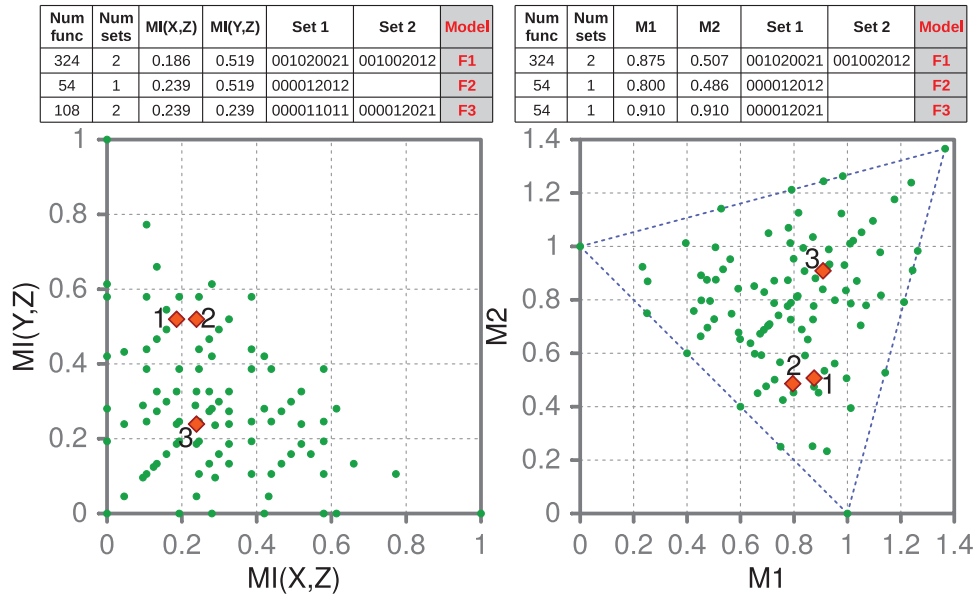 Num func Num sets MI(X,Z) MI(Y,Z) Set 1 Set 2 Model
324 2 0.186 0.519 001020021 001002012 F1
54 1 0.239 0.519 000012012 F2
108 2 0.239 0.239 000011011 000012021 F3
Num func Num sets M1 M2 Set 1 Set 2 Model
324 2 0.875 0.507 001020021 001002012 F1
54 1 0.800 0.486 000012012 F2
54 1 0.910 0.910 000012021 F3
1
0.8
0.6
0.4
0.2
0
MI(Y,Z)
1 2
3
0 0.2 0.4 0.6 0.8 1
MI(X,Z)
1.4
1.2
1
0.8
0.6
0.4
0.2
0
M2
3
2
1
0 0.2 0.4 0.6 0.8 1 1.2 1.4
M1